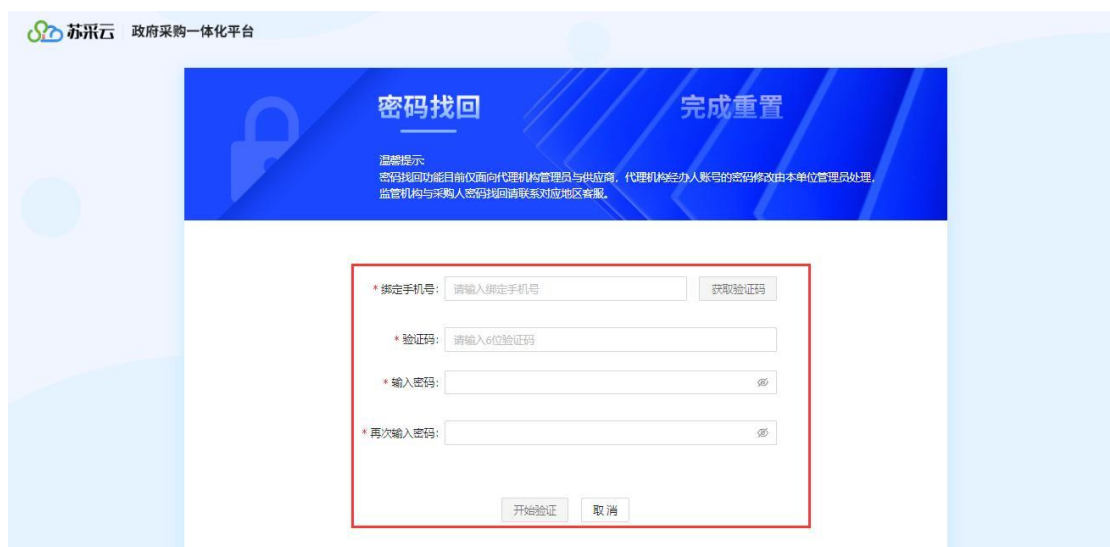 苏采云 政府采购一体化平台
密码找回 完成重置
温馨提示:
密码找回功能目前仅面向代理机构管理员与供应商，代理机构经办人账号的密码修改由本单位管理员处理，
监管机构与采购人密码找回请联系对应地区客服。
* 绑定手机号: 请输入绑定手机号 获取验证码
* 验证码: 请输入6位验证码
* 输入密码:
* 再次输入密码:
开始验证 取消